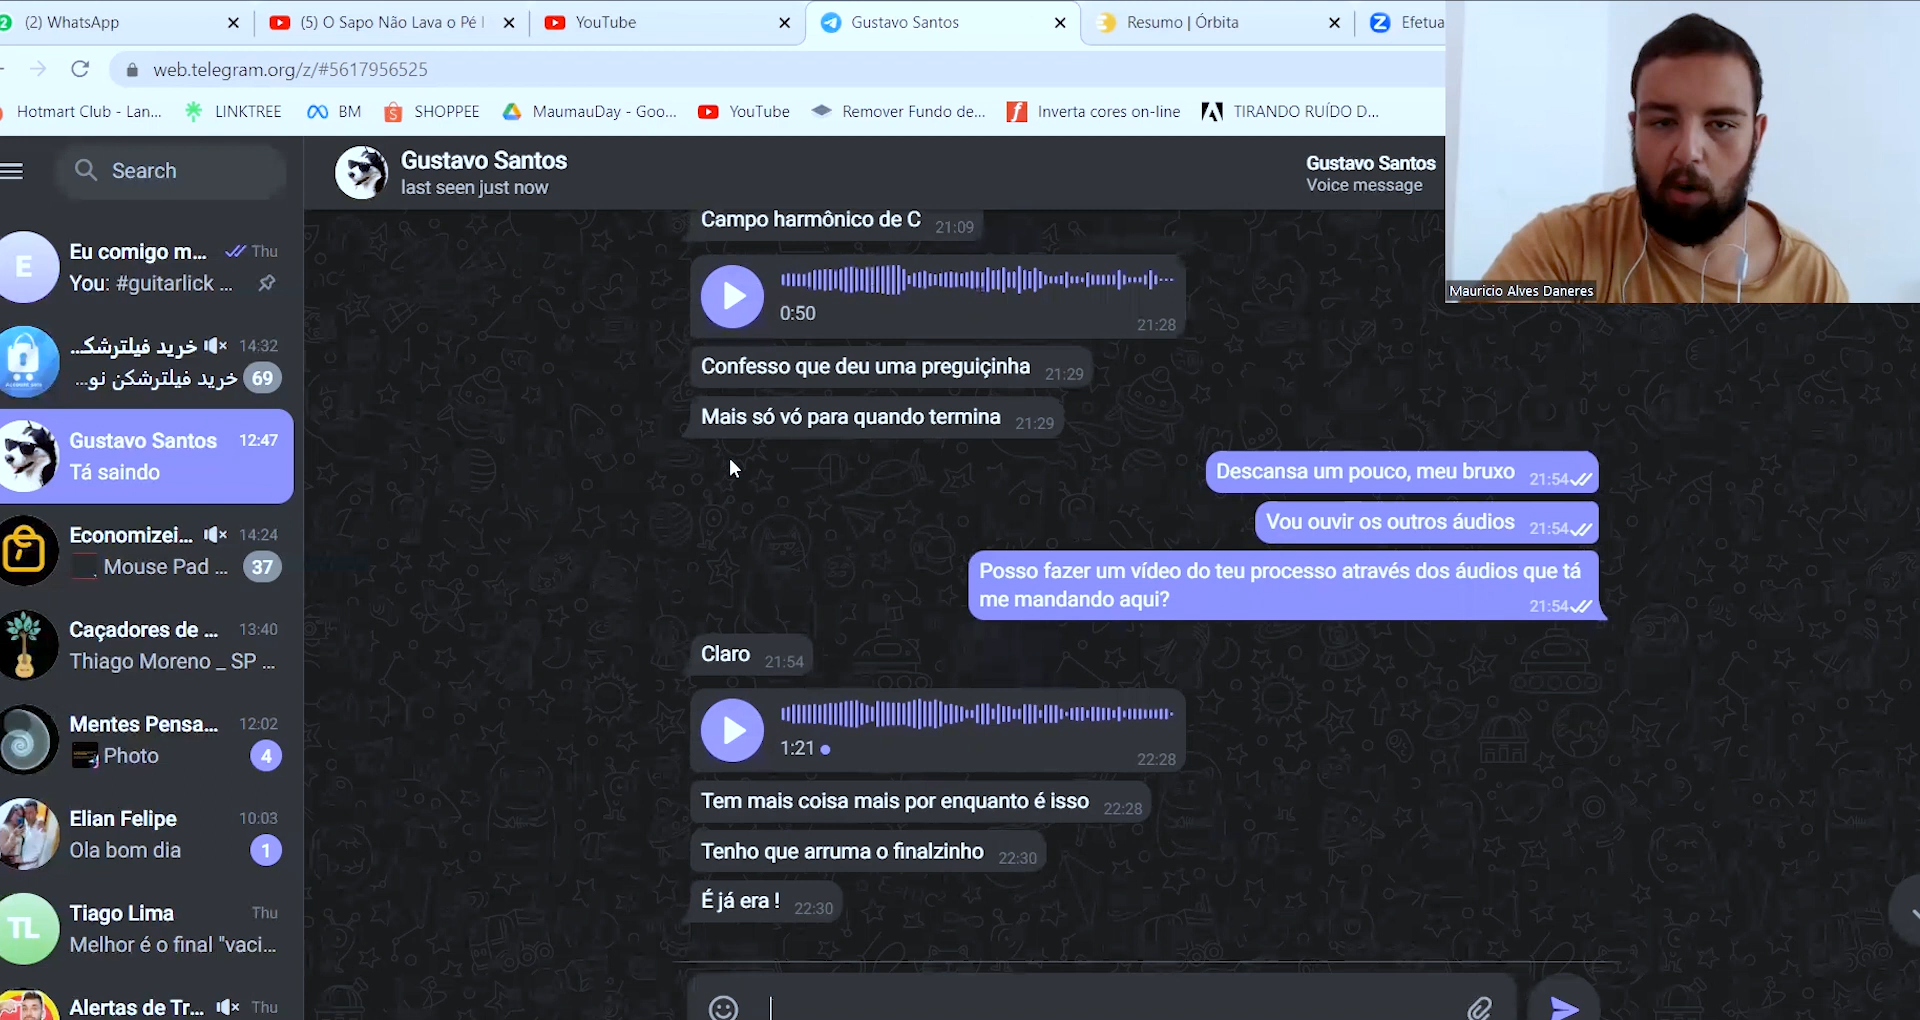 (2) WhatsApp
(5) O Sapo Não Lava o Pé
YouTube
Gustavo Santos
Resumo | Órbita
Efetua
web.telegram.org/z/#5617956525
Hotmart Club - Lan...
LINKTREE
BM
SHOPPEE
MaumauDay - Goo...
YouTube
Remover Fundo de...
Inverta cores on-line
TIRANDO RUÍDO D...
Search
Eu comigo m... Thu
You: #guitarlick ...
E
خرید فیلترشک... 14:32
خرید فیلترشکن نو... 69
Gustavo Santos 12:47
Tá saindo
Economizei... 14:24
Mouse Pad ... 37
Caçadores de ... 13:40
Thiago Moreno _ SP ...
Mentes Pensa... 12:02
Photo 4
Elian Felipe 10:03
Ola bom dia 1
TL
Tiago Lima Thu
Melhor é o final "vaci...
Alertas de Tr... Thu
Gustavo Santos
last seen just now
Gustavo Santos
Voice message
Campo harmônico de C 21:09
0:50 21:28
Confesso que deu uma preguiçinha 21:29
Mais só vó para quando termina 21:29
Descansa um pouco, meu bruxo 21:54
Vou ouvir os outros áudios 21:54
Posso fazer um vídeo do teu processo através dos áudios que tá
me mandando aqui? 21:54
Claro 21:54
1:21 22:28
Tem mais coisa mais por enquanto é isso 22:28
Tenho que arruma o finalzinho 22:30
É já era ! 22:30
Mauricio Alves Daneres